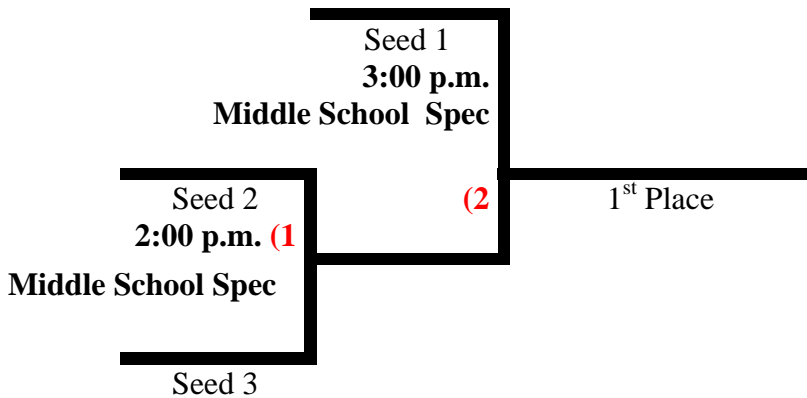 Seed 1
3:00 p.m.
Middle School Spec
Seed 2
(2
1st Place
2:00 p.m. (1
Middle School Spec
Seed 3